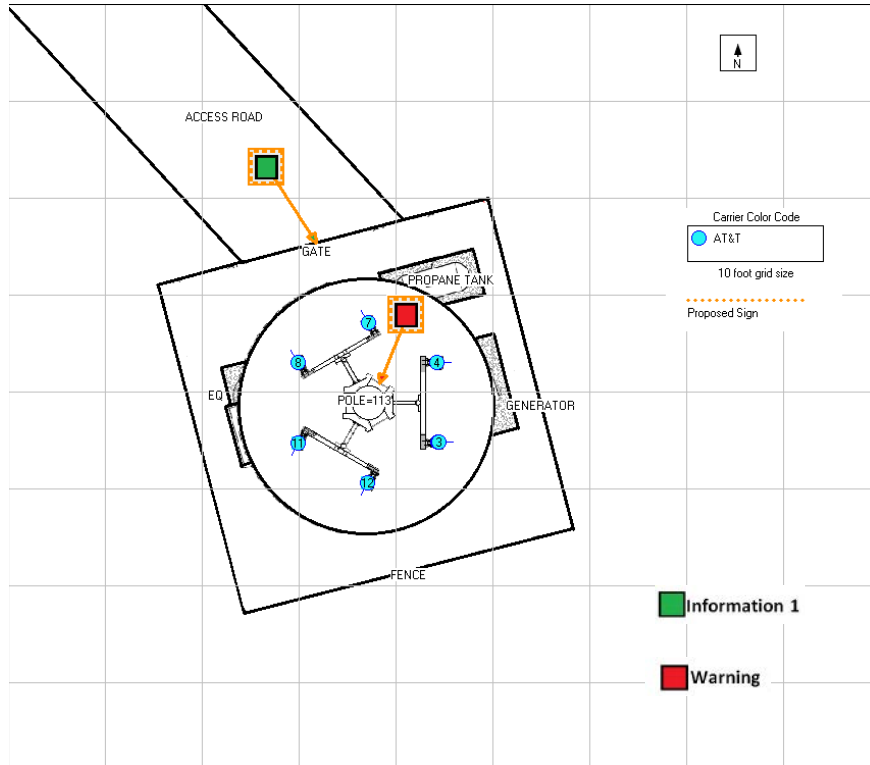 N
ACCESS ROAD
Carrier Color Code
AT&T
10 foot grid size
Proposed Sign
GATE
PROPANE TANK
7
8
4
EQ
POLE=113
GENERATOR
11
3
12
FENCE
Information 1
Warning